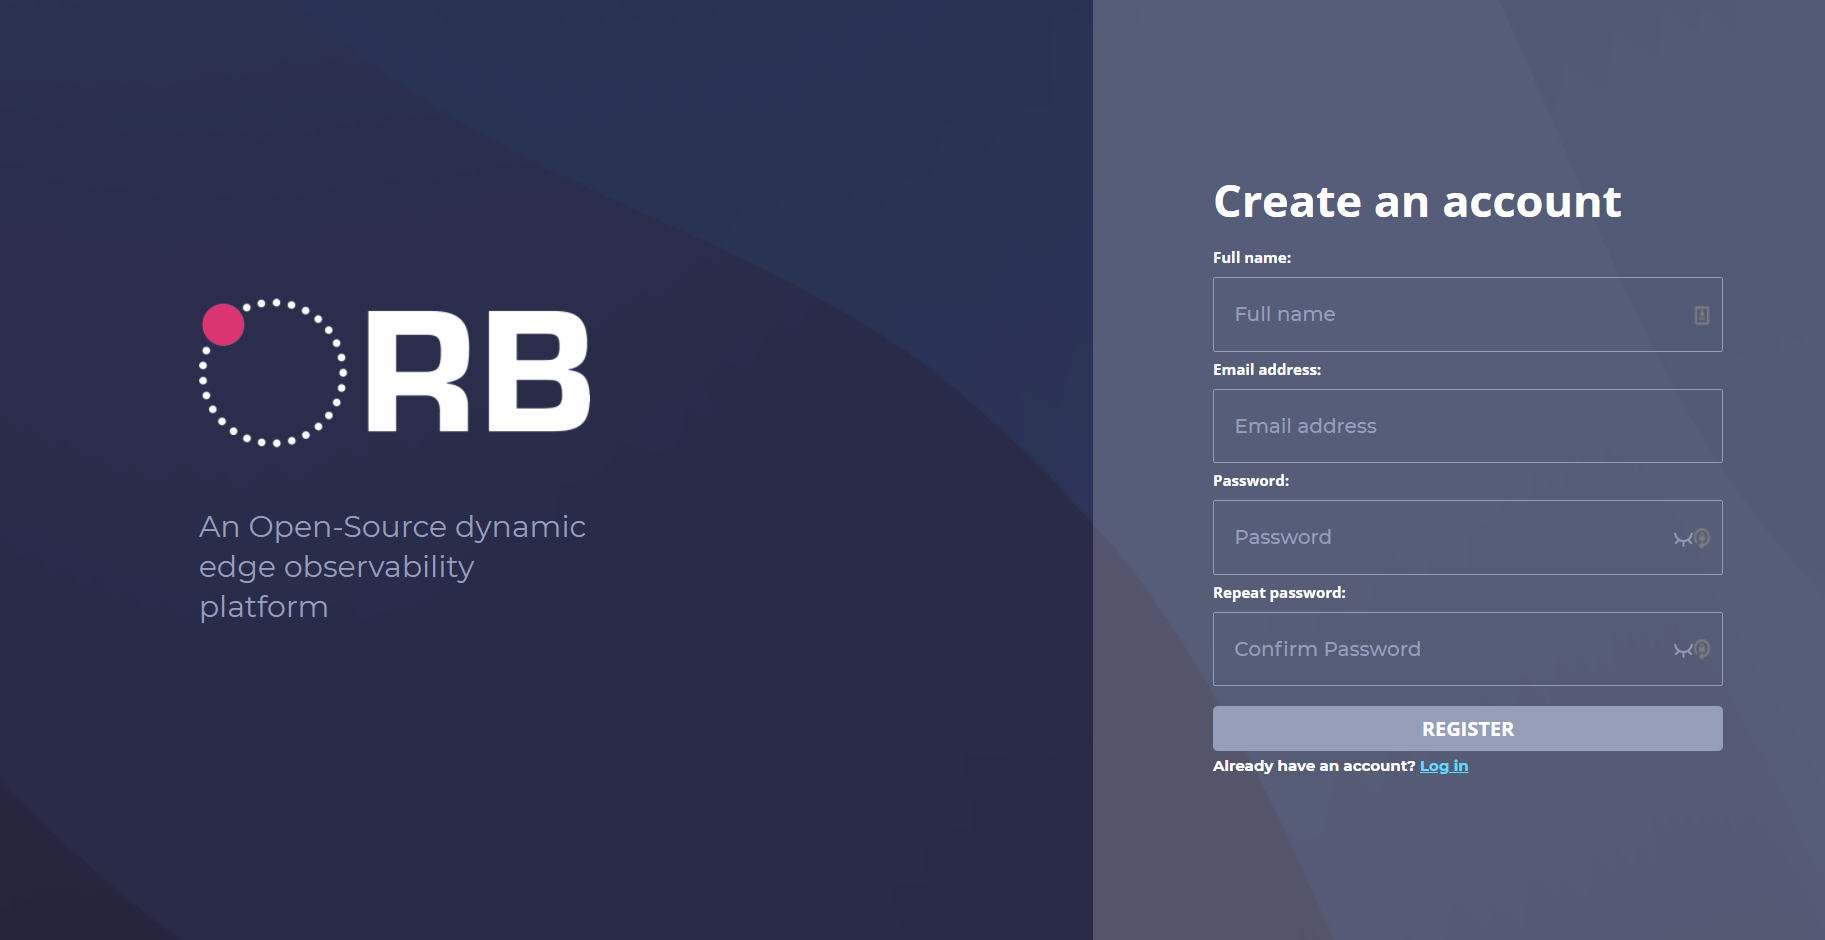 ORB
An Open-Source dynamic
edge observability
platform
Create an account
Full name:
Full name
Email address:
Email address
Password:
Password
Repeat password:
Confirm Password
REGISTER
Already have an account? Log in